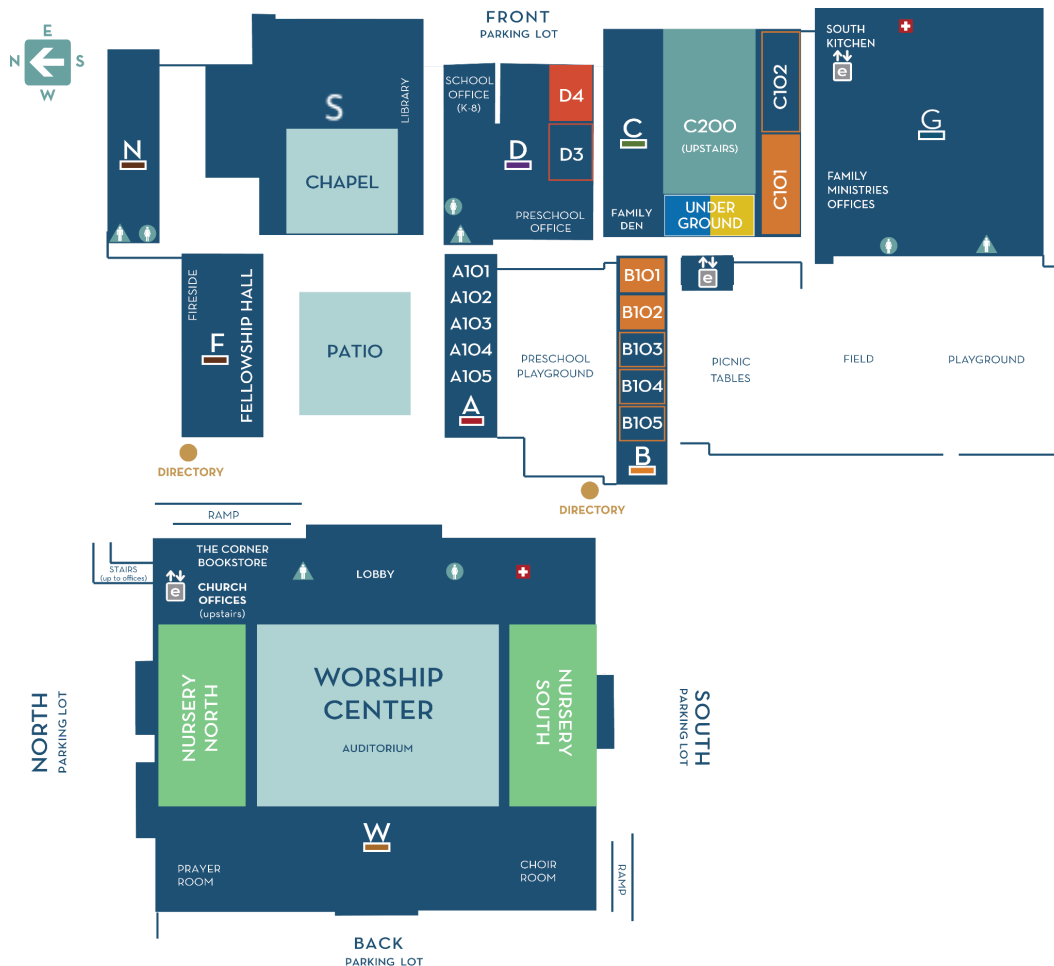 FRONT
PARKING LOT
E
N
S
W
N
S
LIBRARY
CHAPEL
SCHOOL
OFFICE
(K-8)
D
D4
D3
PRESCHOOL
OFFICE
C
FAMILY
DEN
C200
(UPSTAIRS)
UNDER
GROUND
C102
C101
SOUTH
KITCHEN
e
G
FAMILY
MINISTRIES
OFFICES
FIRESIDE
F
FELLOWSHIP HALL
PATIO
A101
A102
A103
A104
A105
A
PRESCHOOL
PLAYGROUND
B101
B102
B103
B104
B105
B
e
PICNIC
TABLES
FIELD
PLAYGROUND
DIRECTORY
DIRECTORY
RAMP
STAIRS
(up to offices)
THE CORNER
BOOKSTORE
e
CHURCH
OFFICES
(upstairs)
LOBBY
NURSERY
NORTH
WORSHIP
CENTER
AUDITORIUM
NURSERY
SOUTH
NORTH
PARKING LOT
SOUTH
PARKING LOT
W
PRAYER
ROOM
CHOIR
ROOM
RAMP
BACK
PARKING LOT